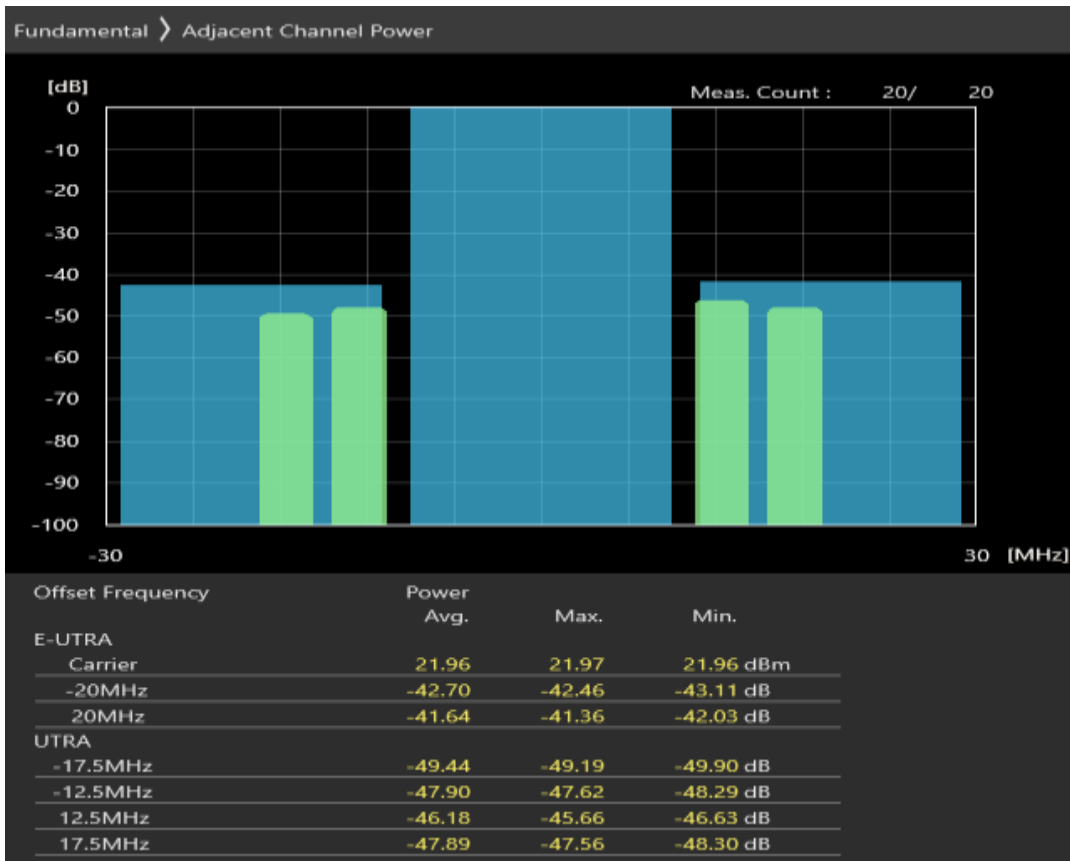 Fundamental ❯ Adjacent Channel Power
[dB]
Meas. Count : 20/ 20
0
-10
-20
-30
-40
-50
-60
-70
-80
-90
-100
-30 30 [MHz]
Offset Frequency Power
Avg. Max. Min.
E-UTRA
Carrier 21.96 21.97 21.96 dBm
-20MHz -42.70 -42.46 -43.11 dB
20MHz -41.64 -41.36 -42.03 dB
UTRA
-17.5MHz -49.44 -49.19 -49.90 dB
-12.5MHz -47.90 -47.62 -48.29 dB
12.5MHz -46.18 -45.66 -46.63 dB
17.5MHz -47.89 -47.56 -48.30 dB